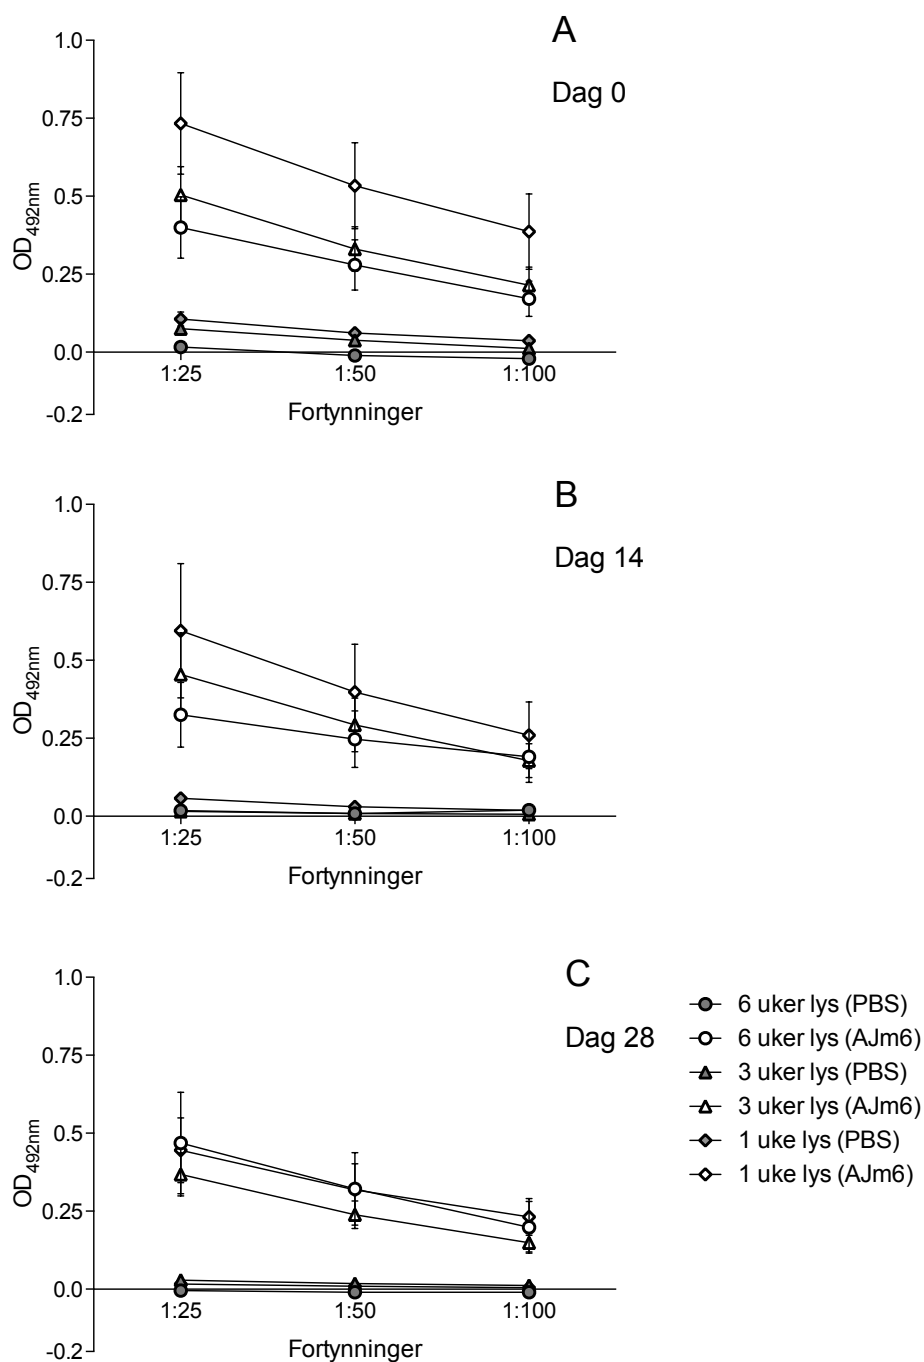 A
Dag 0
1.0
0.75
0.5
0.25
0.0
-0.2
OD492nm
1:25 1:50 1:100
Fortynninger
B
Dag 14
1.0
0.75
0.5
0.25
0.0
-0.2
OD492nm
1:25 1:50 1:100
Fortynninger
C
Dag 28
1.0
0.75
0.5
0.25
0.0
-0.2
OD492nm
1:25 1:50 1:100
Fortynninger
6 uker lys (PBS)
6 uker lys (AJm6)
3 uker lys (PBS)
3 uker lys (AJm6)
1 uke lys (PBS)
1 uke lys (AJm6)